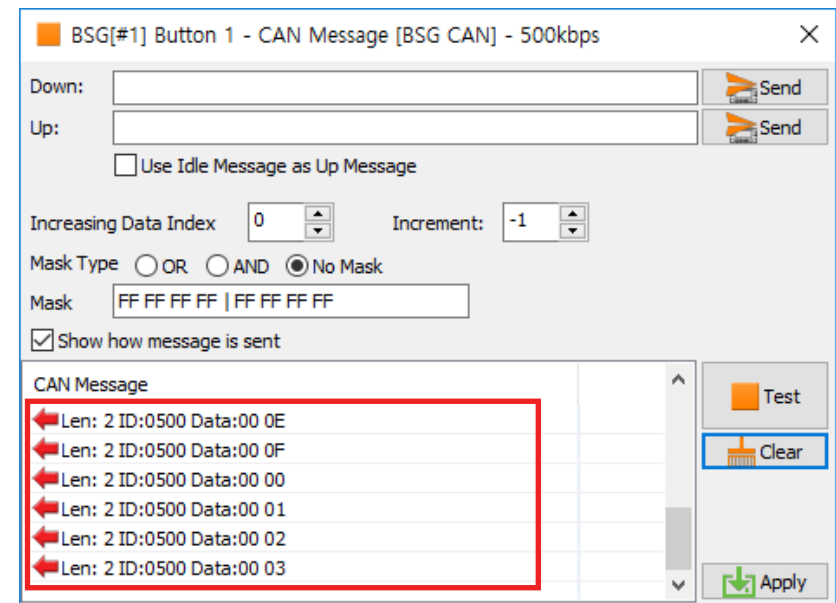 BSG[#1] Button 1 - CAN Message [BSG CAN] - 500kbps
Down: Send
Up: Send
Use Idle Message as Up Message
Increasing Data Index 0 Increment: -1
Mask Type OR AND No Mask
Mask FF FF FF FF | FF FF FF FF
Show how message is sent
CAN Message
Test
Len: 2 ID:0500 Data:00 0E
Len: 2 ID:0500 Data:00 0F
Clear
Len: 2 ID:0500 Data:00 00
Len: 2 ID:0500 Data:00 01
Len: 2 ID:0500 Data:00 02
Len: 2 ID:0500 Data:00 03
Apply